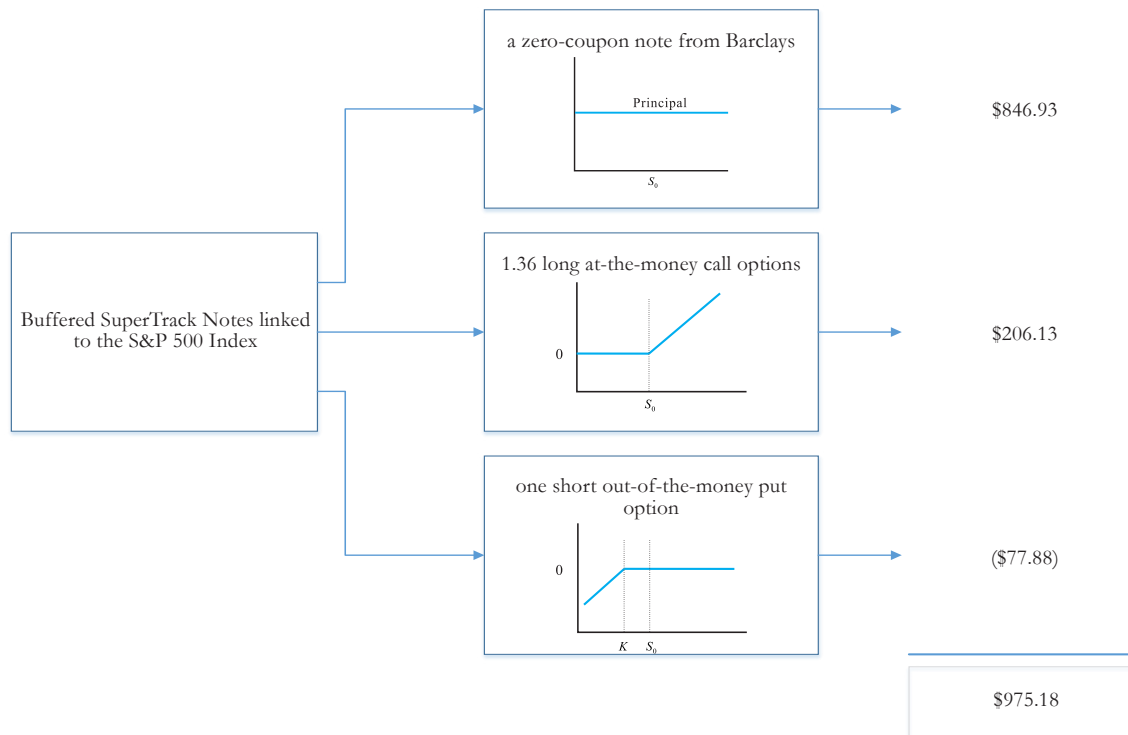 a zero-coupon note from Barclays
Principal
S₀
$846.93
Buffered SuperTrack Notes linked
to the S&P 500 Index
1.36 long at-the-money call options
0
S₀
$206.13
one short out-of-the-money put
option
0
K S₀
($77.88)
$975.18